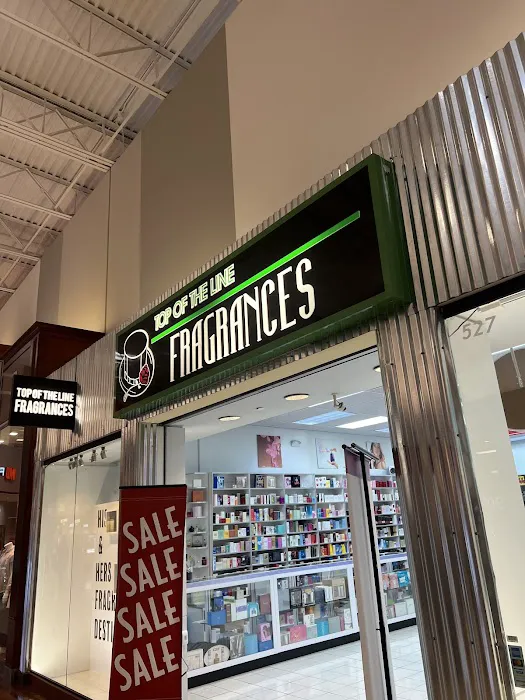 TOP OF THE LINE
FRAGRANCES
527
TOP OF THE LINE
FRAGRANCES
SALE
SALE
SALE
SALE
&
HERS